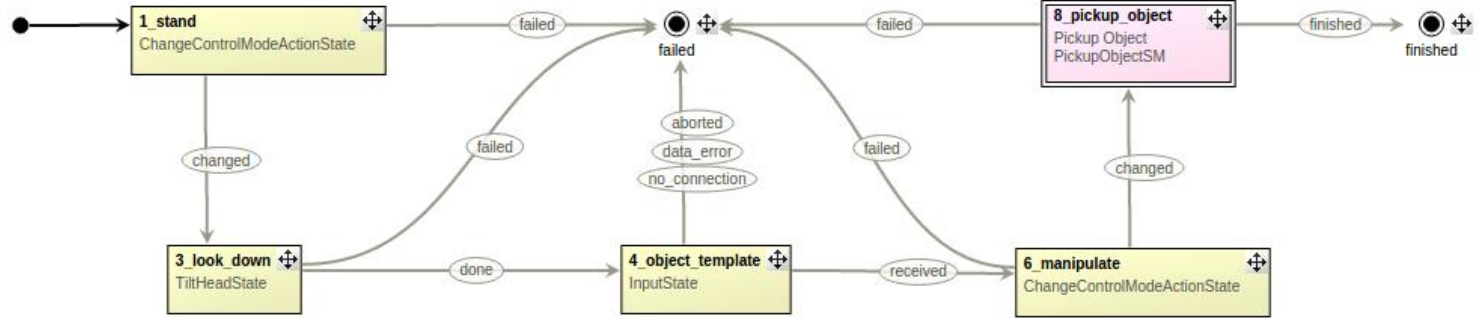 1_stand
ChangeControlModeActionState
failed
failed
failed
8_pickup_object
Pickup Object
PickupObjectSM
finished
finished
changed
failed
aborted
data_error
no_connection
failed
changed
3_look_down
TiltHeadState
done
4_object_template
InputState
received
6_manipulate
ChangeControlModeActionState